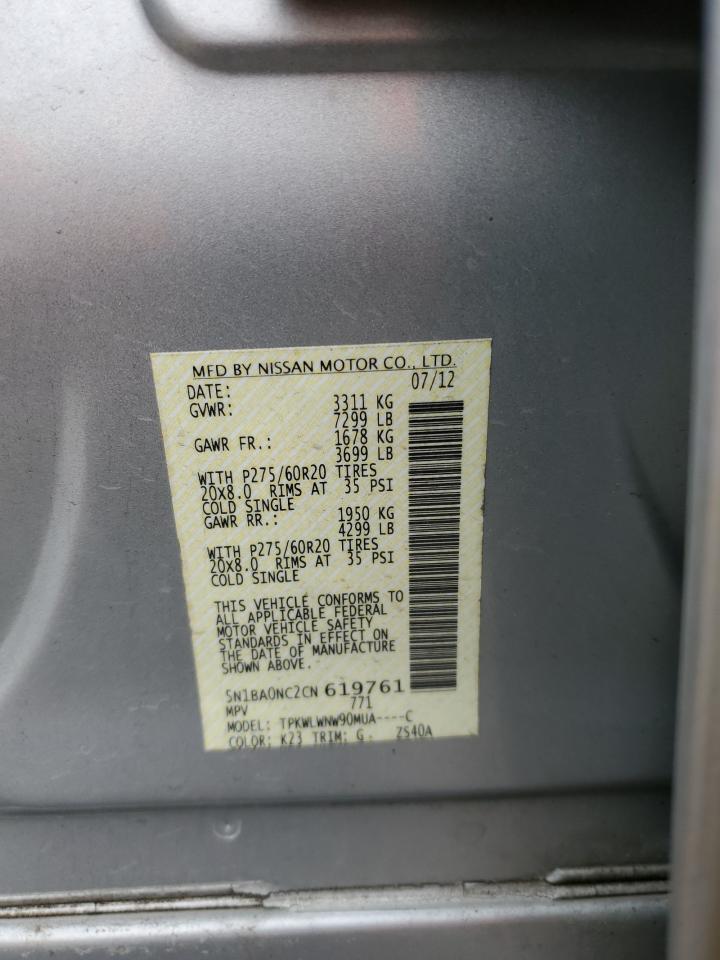 MFD BY NISSAN MOTOR CO., LTD.
DATE: 07/12
GVWR: 3311 KG
7299 LB
GAWR FR.: 1678 KG
3699 LB
WITH P275/60R20 TIRES
20X8.0 RIMS AT 35 PSI
COLD SINGLE
GAWR RR.: 1950 KG
4299 LB
WITH P275/60R20 TIRES
20X8.0 RIMS AT 35 PSI
COLD SINGLE
THIS VEHICLE CONFORMS TO
ALL APPLICABLE FEDERAL
MOTOR VEHICLE SAFETY
STANDARDS IN EFFECT ON
THE DATE OF MANUFACTURE
SHOWN ABOVE.
5N1BA0NC2CN 619761
MPV 771
MODEL: TPKWLWNW90MUA----C
COLOR: K23 TRIM: G. ZS40A